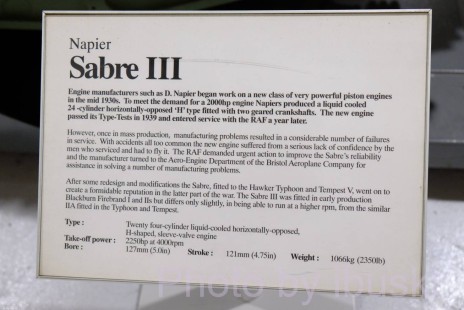 Napier
Sabre III
Engine manufacturers such as D. Napier began work on a new class of very powerful piston engines
in the mid 1930s. To meet the demand for a 2000hp engine Napiers produced a liquid cooled
24 -cylinder horizontally-opposed 'H' type fitted with two geared crankshafts. The new engine
passed its Type-Tests in 1939 and entered service with the RAF a year later.
However, once in mass production, manufacturing problems resulted in a considerable number of failures
in service. With accidents all too common the new engine suffered from a serious lack of confidence by the
men who serviced and had to fly it. The RAF demanded urgent action to improve the Sabre's reliability
and the manufacturer turned to the Aero-Engine Department of the Bristol Aeroplane Company for
assistance in solving a number of manufacturing problems.
After some redesign and modifications the Sabre, fitted to the Hawker Typhoon and Tempest V, went on to
create a formidable reputation in the latter part of the war. The Sabre III was fitted in early production
Blackburn Firebrand I and IIs but differs only slightly, in being able to run at a higher rpm, from the similar
IIA fitted in the Typhoon and Tempest.
Type : Twenty four-cylinder liquid-cooled horizontally-opposed,
H-shaped, sleeve-valve engine
Take-off power : 2250hp at 4000rpm
Bore : 127mm (5.0in) Stroke : 121mm (4.75in) Weight : 1066kg (2350lb)
Photo by